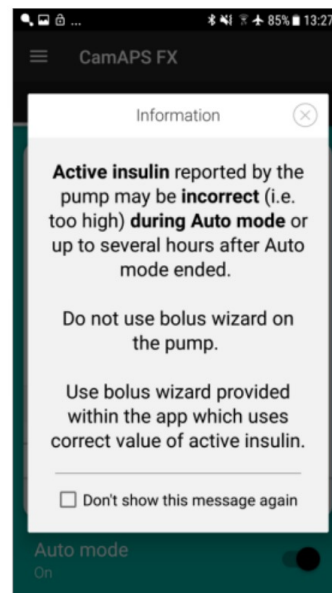 ... 85% 13:27
CamAPS FX
Information
Active insulin reported by the
pump may be incorrect (i.e.
too high) during Auto mode or
up to several hours after Auto
mode ended.
Do not use bolus wizard on
the pump.
Use bolus wizard provided
within the app which uses
correct value of active insulin.
Don't show this message again
Auto mode
On